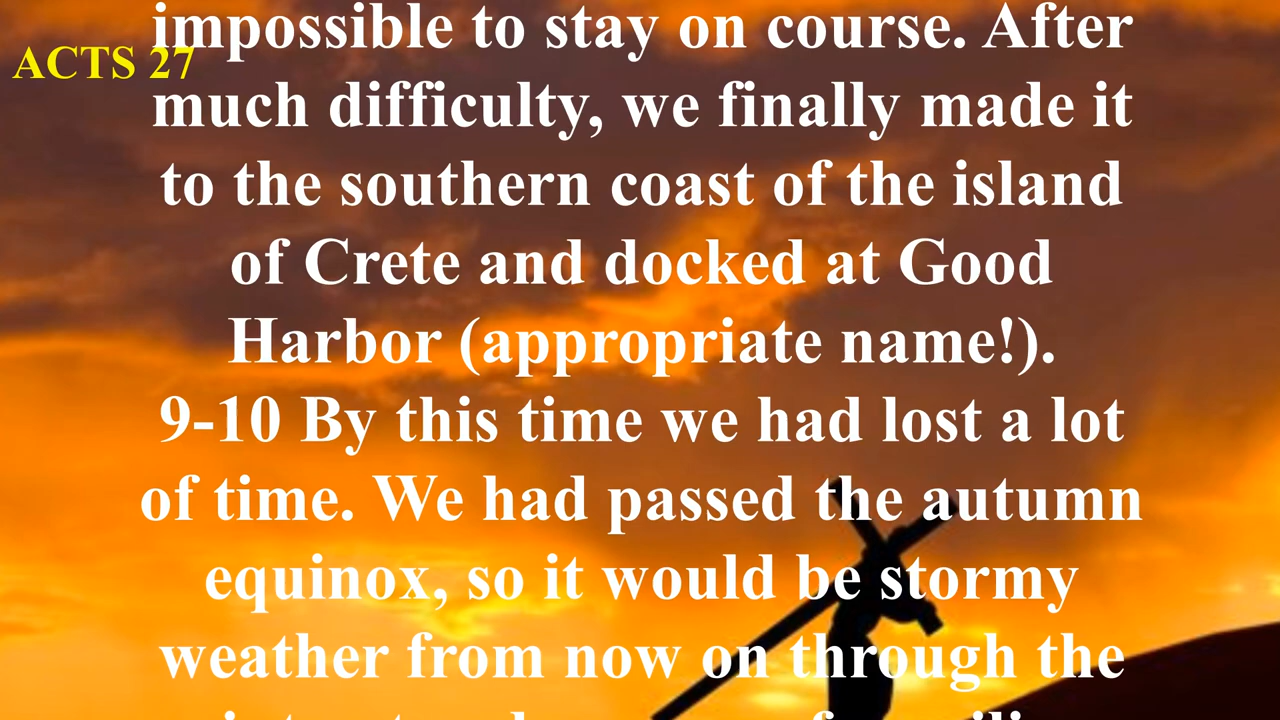 impossible to stay on course. After
ACTS 27
much difficulty, we finally made it
to the southern coast of the island
of Crete and docked at Good
Harbor (appropriate name!).
9-10 By this time we had lost a lot
of time. We had passed the autumn
equinox, so it would be stormy
weather from now on through the